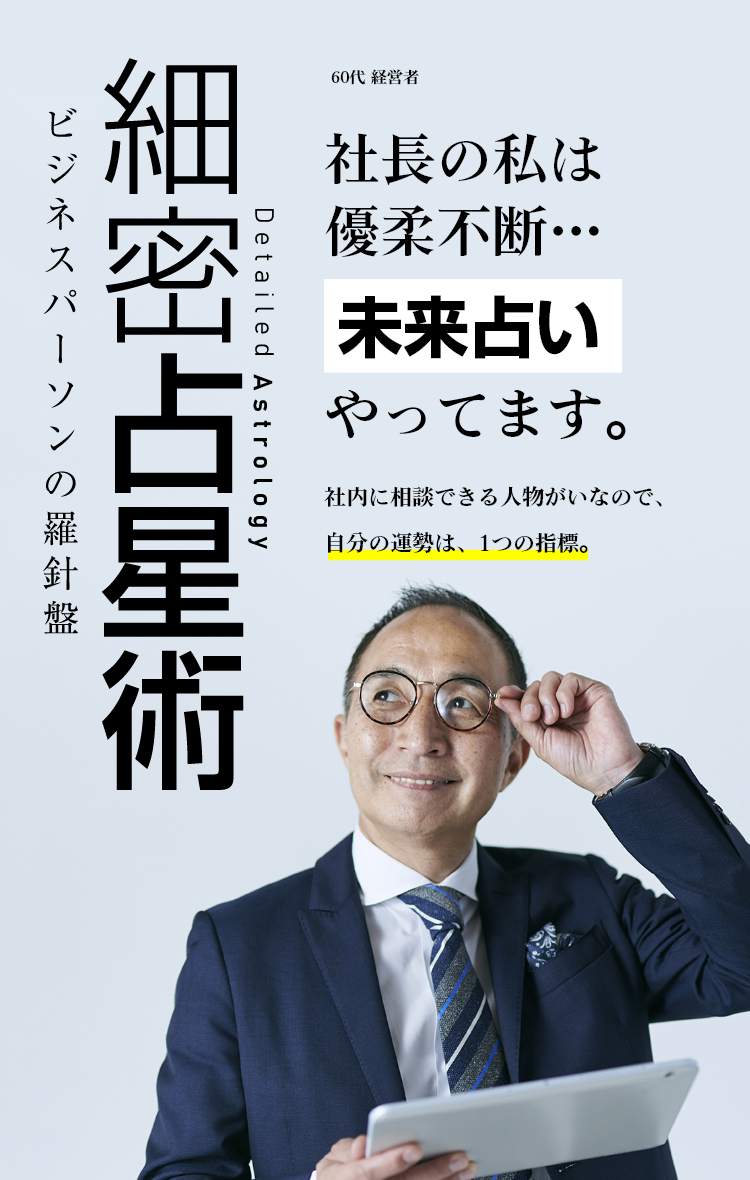 ビジネスパーソンの羅針盤
細密占星術
Detailed Astrology
60代 経営者
社長の私は
優柔不断…
未来占い
やってます。
社内に相談できる人物がいなので、
自分の運勢は、1つの指標。